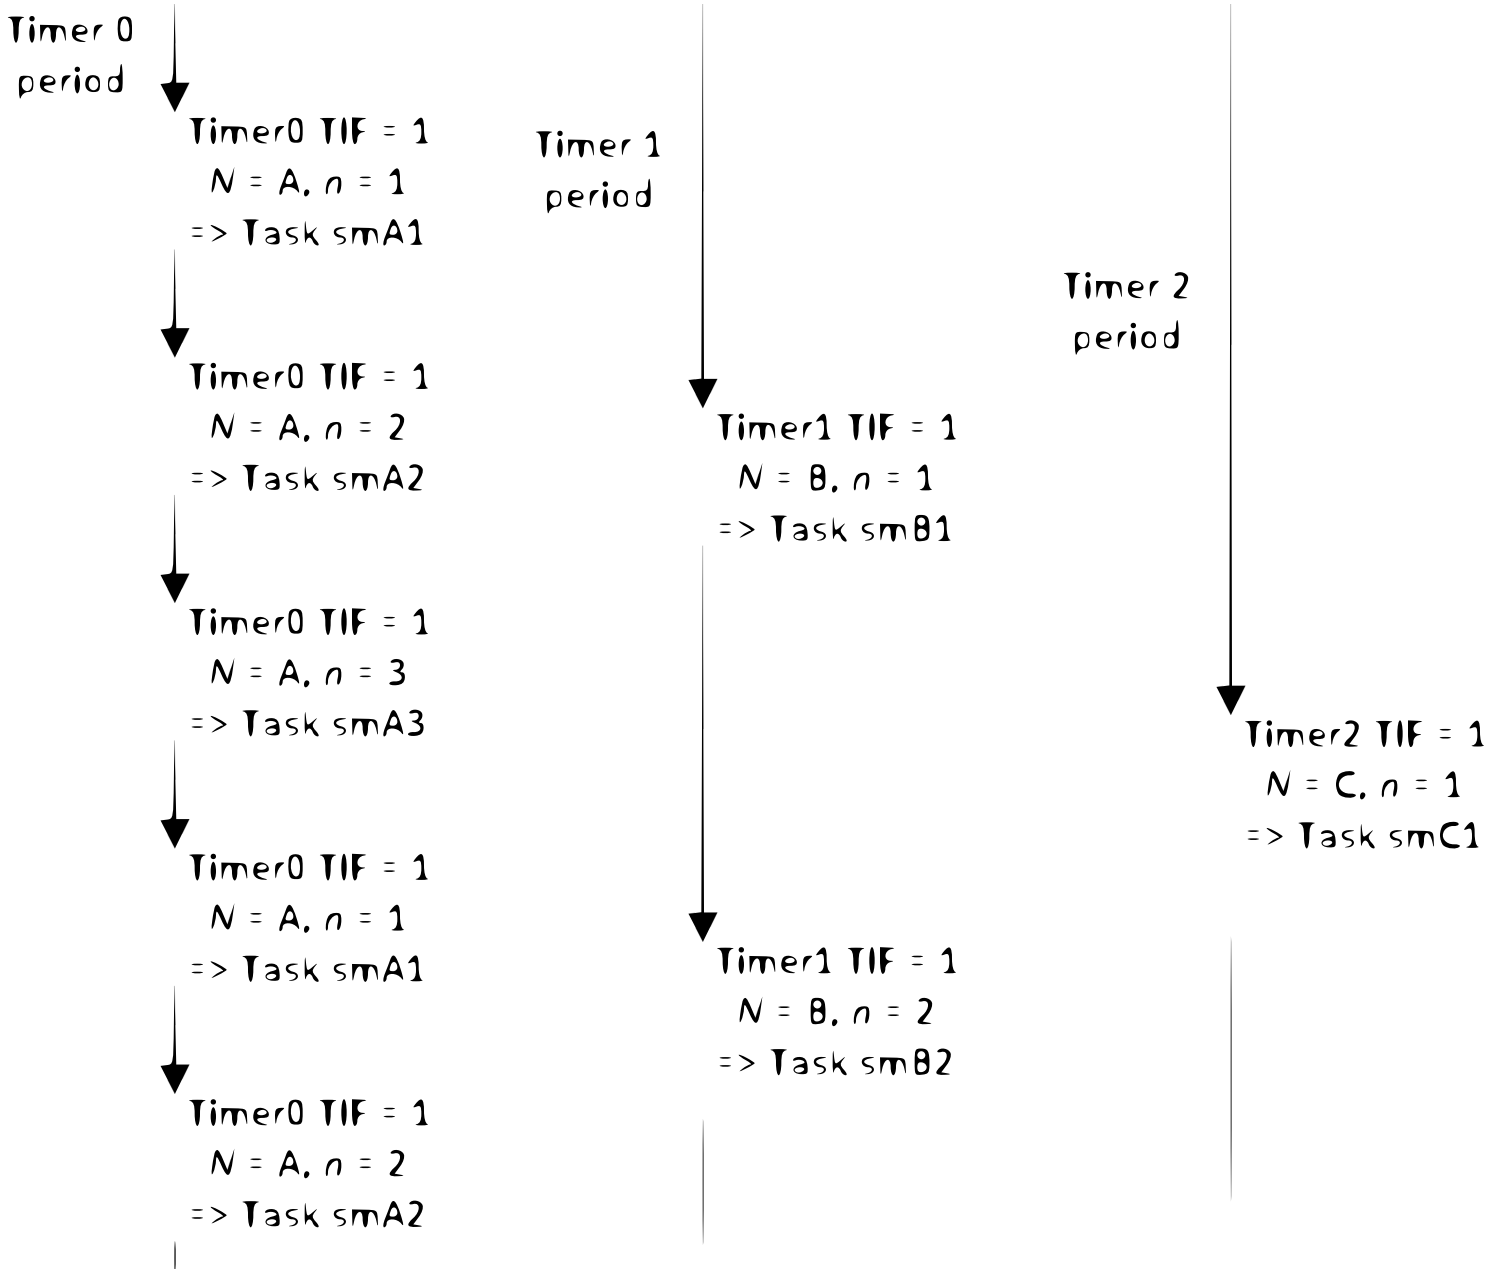 Timer 0
period
Timer0 TIF = 1
N = A, n = 1
=> Task smA1
Timer0 TIF = 1
N = A, n = 2
=> Task smA2
Timer0 TIF = 1
N = A, n = 3
=> Task smA3
Timer0 TIF = 1
N = A, n = 1
=> Task smA1
Timer0 TIF = 1
N = A, n = 2
=> Task smA2
Timer 1
period
Timer1 TIF = 1
N = B, n = 1
=> Task smB1
Timer1 TIF = 1
N = B, n = 2
=> Task smB2
Timer 2
period
Timer2 TIF = 1
N = C, n = 1
=> Task smC1